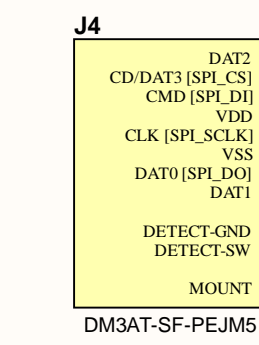 J4
DAT2
CD/DAT3 [SPI_CS]
CMD [SPI_DI]
VDD
CLK [SPI_SCLK]
VSS
DAT0 [SPI_DO]
DAT1
DETECT-GND
DETECT-SW
MOUNT
DM3AT-SF-PEJM5